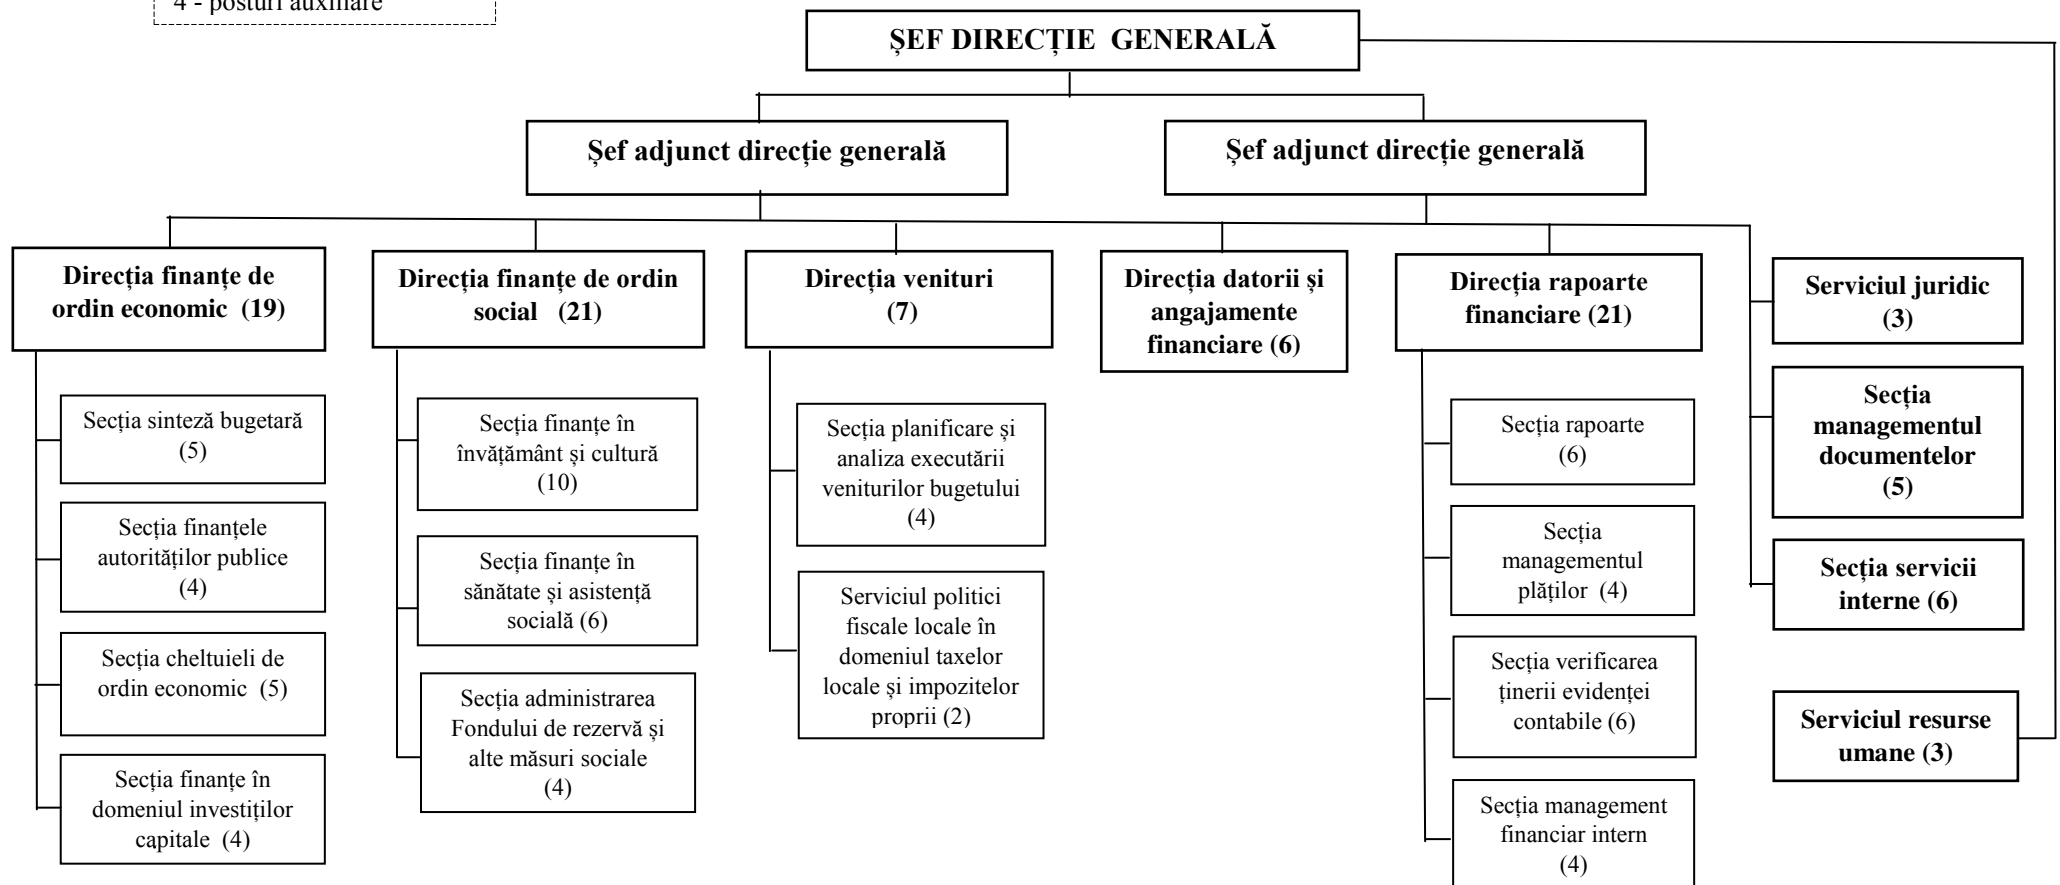 4 - posturi auxiliare
ȘEF DIRECȚIE GENERALĂ
Șef adjunct direcție generală
Șef adjunct direcție generală
Direcția finanțe de
ordin economic (19)
Secția sinteză bugetară
(5)
Secția finanțele
autorităților publice
(4)
Secția cheltuieli de
ordin economic (5)
Secția finanțe în
domeniul investiților
capitale (4)
Direcția finanțe de ordin
social (21)
Secția finanțe în
învățământ și cultură
(10)
Secția finanțe în
sănătate și asistență
socială (6)
Secția administrarea
Fondului de rezervă și
alte măsuri sociale
(4)
Direcția venituri
(7)
Secția planificare și
analiza executării
veniturilor bugetului
(4)
Serviciul politici
fiscale locale în
domeniul taxelor
locale și impozitelor
proprii (2)
Direcția datorii și
angajamente
financiare (6)
Direcția rapoarte
financiare (21)
Secția rapoarte
(6)
Secția
managementul
plăților (4)
Secția verificarea
ținerii evidenței
contabile (6)
Secția management
financiar intern
(4)
Serviciul juridic
(3)
Secția
managementul
documentelor
(5)
Secția servicii
interne (6)
Serviciul resurse
umane (3)